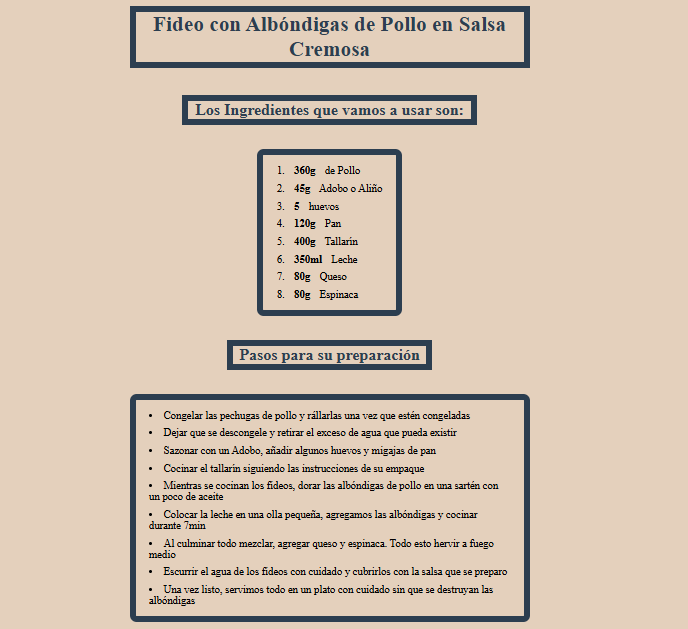 Fideo con Albóndigas de Pollo en Salsa
Cremosa
Los Ingredientes que vamos a usar son:
1. 360g de Pollo
2. 45g Adobo o Aliño
3. 5 huevos
4. 120g Pan
5. 400g Tallarin
6. 350ml Leche
7. 80g Queso
8. 80g Espinaca
Pasos para su preparación
• Congelar las pechugas de pollo y rállarlas una vez que estén congeladas
• Dejar que se descongele y retirar el exceso de agua que pueda existir
• Sazonar con un Adobo, añadir algunos huevos y migajas de pan
• Cocinar el tallarín siguiendo las instrucciones de su empaque
• Mientras se cocinan los fideos, dorar las albóndigas de pollo en una sartén con
un poco de aceite
• Colocar la leche en una olla pequeña, agregamos las albóndigas y cocinar
durante 7min
• Al culminar todo mezclar, agregar queso y espinaca. Todo esto hervir a fuego
medio
• Escurrir el agua de los fideos con cuidado y cubrirlos con la salsa que se preparo
• Una vez listo, servimos todo en un plato con cuidado sin que se destruyan las
albóndigas